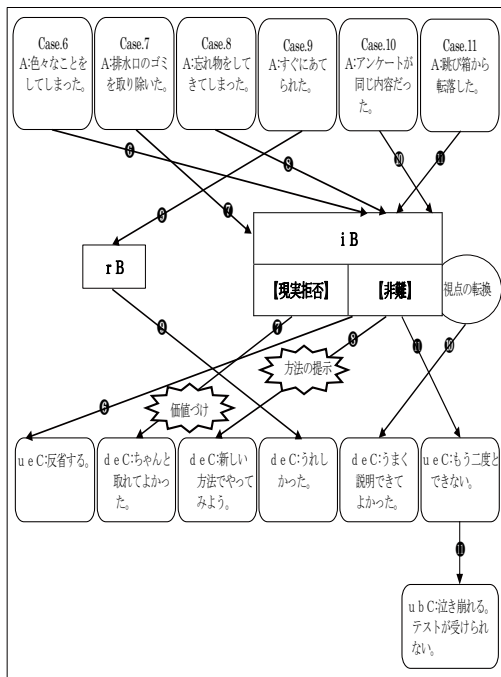 Case.6
A:色々なことを
してしまった。
Case.7
A:排水口のゴミ
を取り除いた。
Case.8
A:忘れ物をして
きてしまった。
Case.9
A:すぐにあて
られた。
Case.10
A:アンケートが
同じ内容だっ
た。
Case.11
A:跳び箱から
転落した。
iB
rB
【現実拒否】
【非難】
視点の転換
方法の提示
価値づけ
ueC:反省する。
deC:ちゃんと
取れてよかっ
た。
deC:新しい
方法でやって
みよう。
deC:うれし
かった。
deC:うまく
説明できて
よかった。
ueC:もう二度と
できない。
ubC:泣き崩れる。
テストが受けられ
ない。